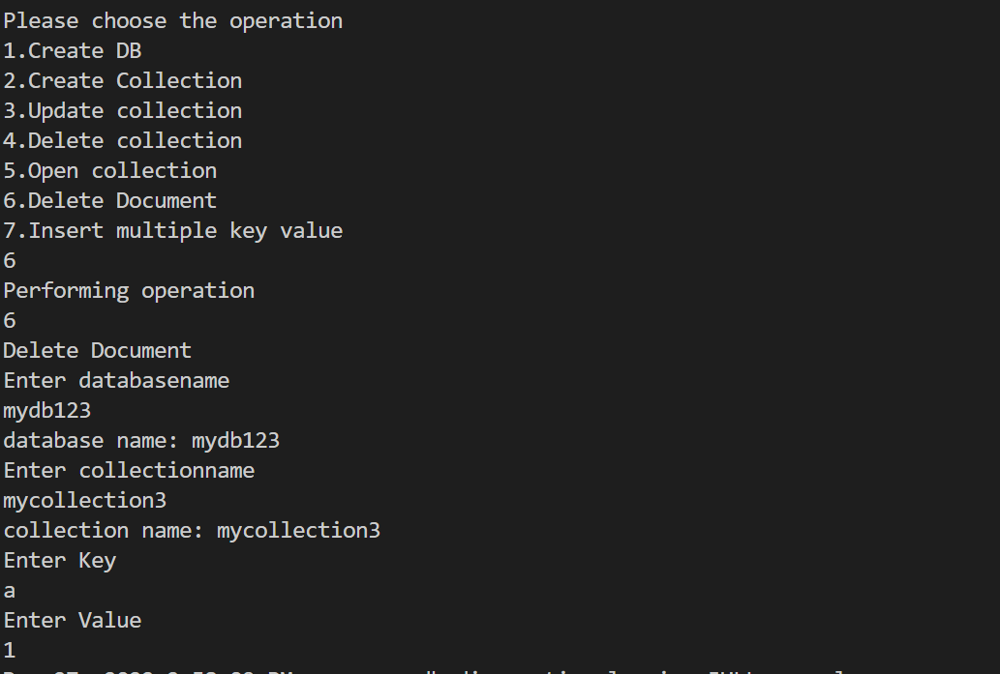 Please choose the operation
1.Create DB
2.Create Collection
3.Update collection
4.Delete collection
5.Open collection
6.Delete Document
7.Insert multiple key value
6
Performing operation
6
Delete Document
Enter databasename
mydb123
database name: mydb123
Enter collectionname
mycollection3
collection name: mycollection3
Enter Key
a
Enter Value
1